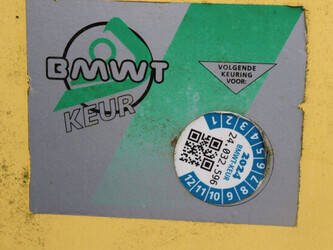 BMWT
KEUR
VOLGENDE
KEURING
VOOR:
2024
BMWT-KEUR
24.032.596
1 2 3 4 5 6 7 8 9 10 11 12